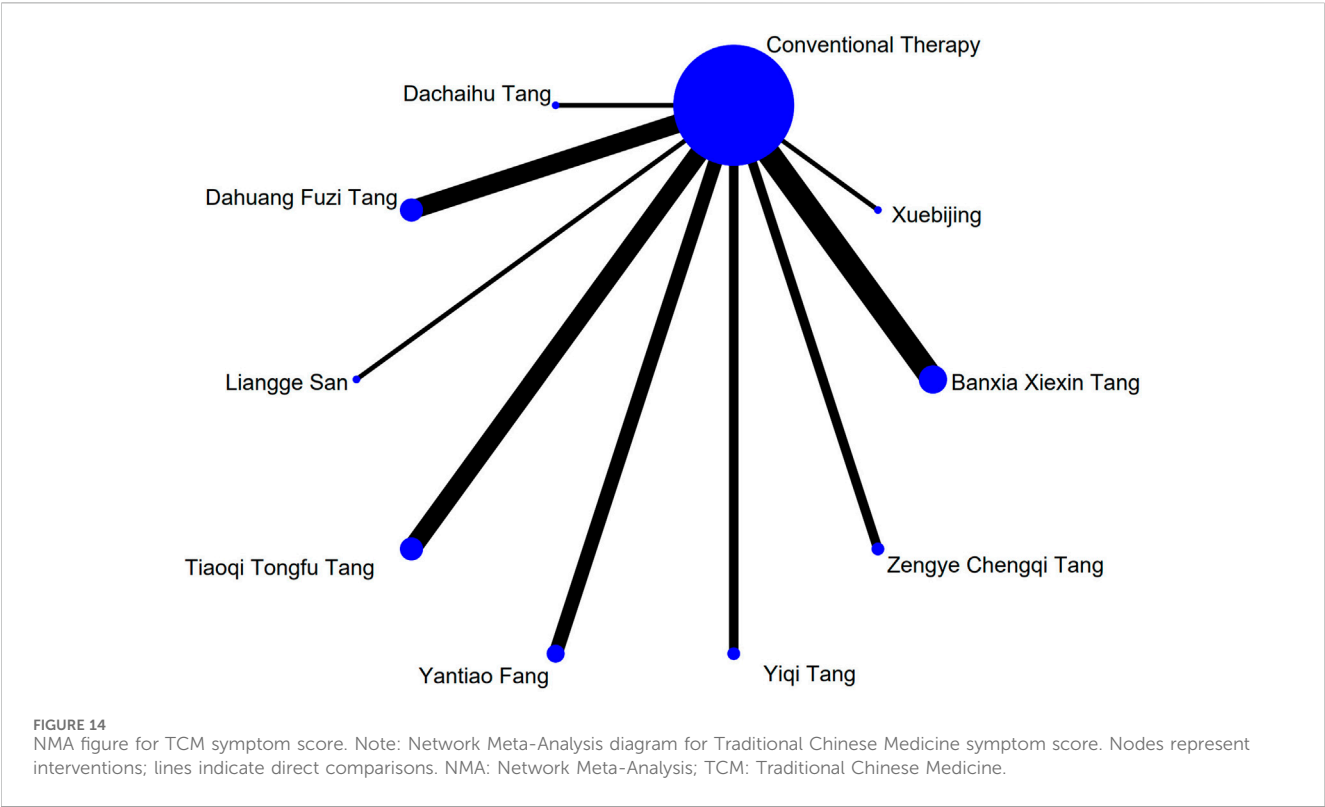 Conventional Therapy
Dachaihu Tang
Dahuang Fuzi Tang
Xuebijing
Liangge San
Banxia Xiexin Tang
Tiaoqi Tongfu Tang
Zengye Chengqi Tang
Yantiao Fang
Yiqi Tang
FIGURE 14
NMA figure for TCM symptom score. Note: Network Meta-Analysis diagram for Traditional Chinese Medicine symptom score. Nodes represent
interventions; lines indicate direct comparisons. NMA: Network Meta-Analysis; TCM: Traditional Chinese Medicine.